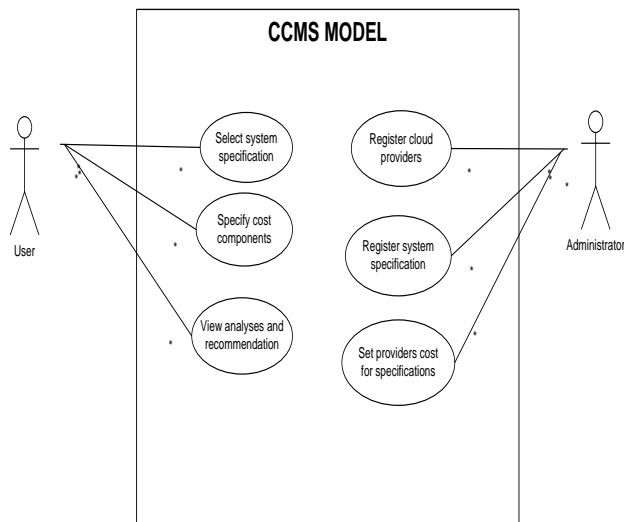 CCMS MODEL
Select system
specification
Register cloud
providers
*
*
*
*
*
*
*
*
Specify cost
components
User
Administrator
*
Register system
specification
*
View analyses and
recommendation
*
*
Set providers cost
for specifications